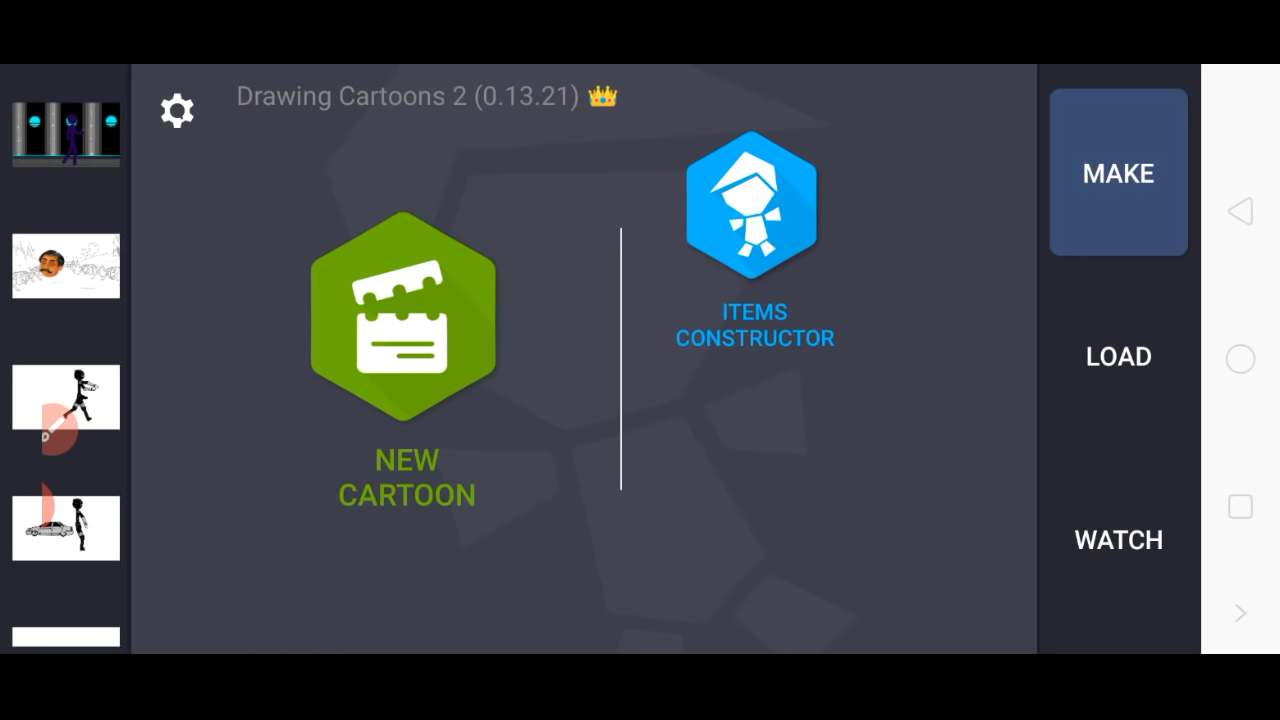 Drawing Cartoons 2 (0.13.21) 👑
NEW
CARTOON
ITEMS
CONSTRUCTOR
MAKE
LOAD
WATCH